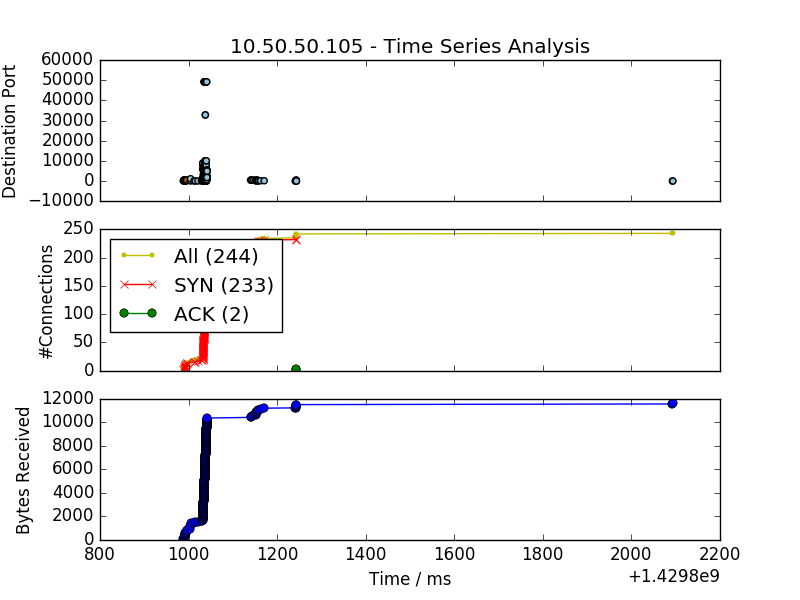 10.50.50.105 - Time Series Analysis
Destination Port
60000
50000
40000
30000
20000
10000
0
−10000
#Connections
250
200
150
100
50
0
All (244)
SYN (233)
ACK (2)
Bytes Received
12000
10000
8000
6000
4000
2000
0
800 1000 1200 1400 1600 1800 2000 2200
Time / ms
+1.4298e9